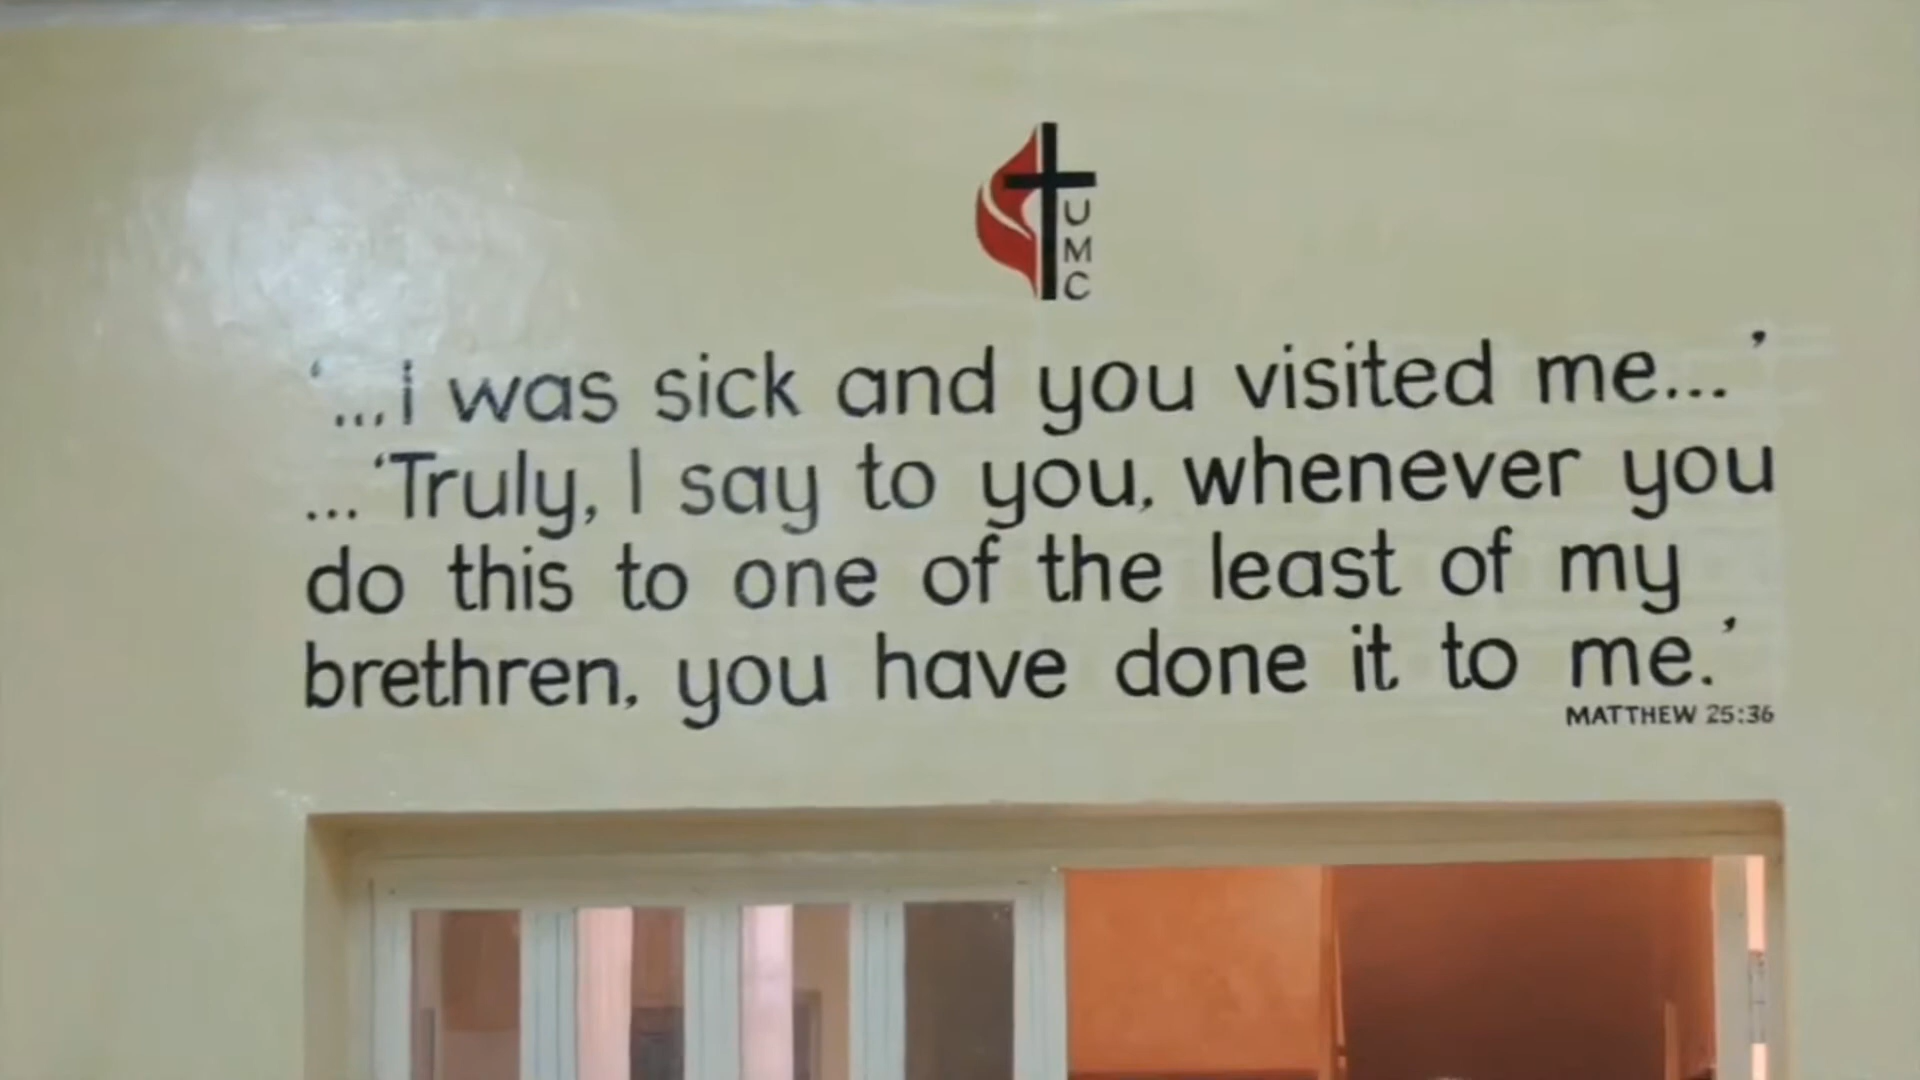 U
M
C
‘...i was sick and you visited me...’
...‘Truly, I say to you, whenever you
do this to one of the least of my
brethren, you have done it to me.’
MATTHEW 25:36